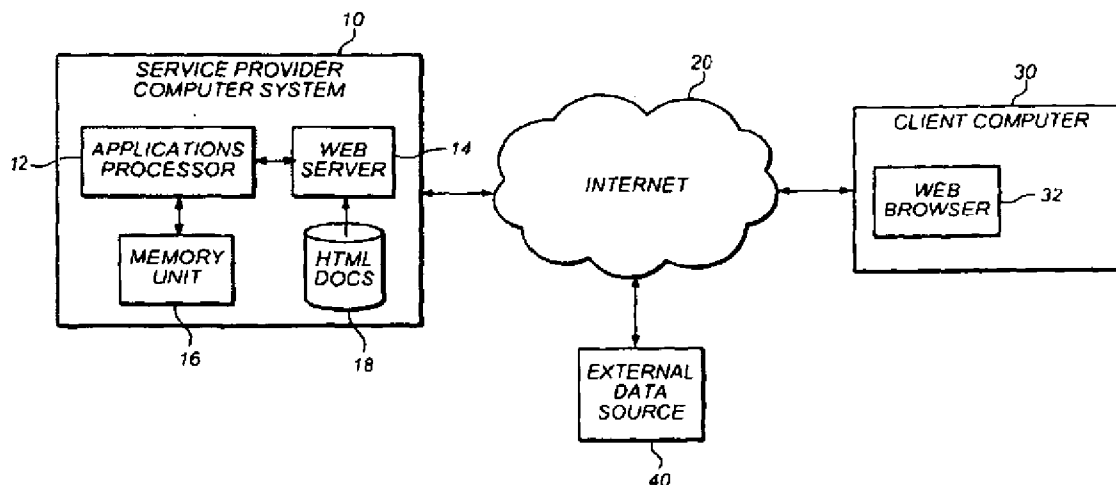 10
SERVICE PROVIDER
COMPUTER SYSTEM
12
APPLICATIONS
PROCESSOR
WEB
SERVER
14
MEMORY
UNIT
16
HTML
DOCS
18
20
INTERNET
30
CLIENT COMPUTER
WEB
BROWSER
32
EXTERNAL
DATA
SOURCE
40